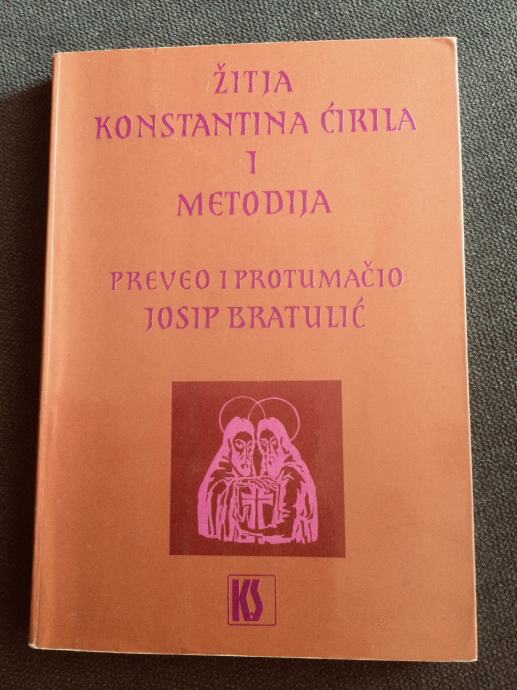 ŽITJA
KONSTANTINA ĆIRILA
I
METODIJA
PREVEO I PROTUMAČIO
JOSIP BRATULIĆ
KS